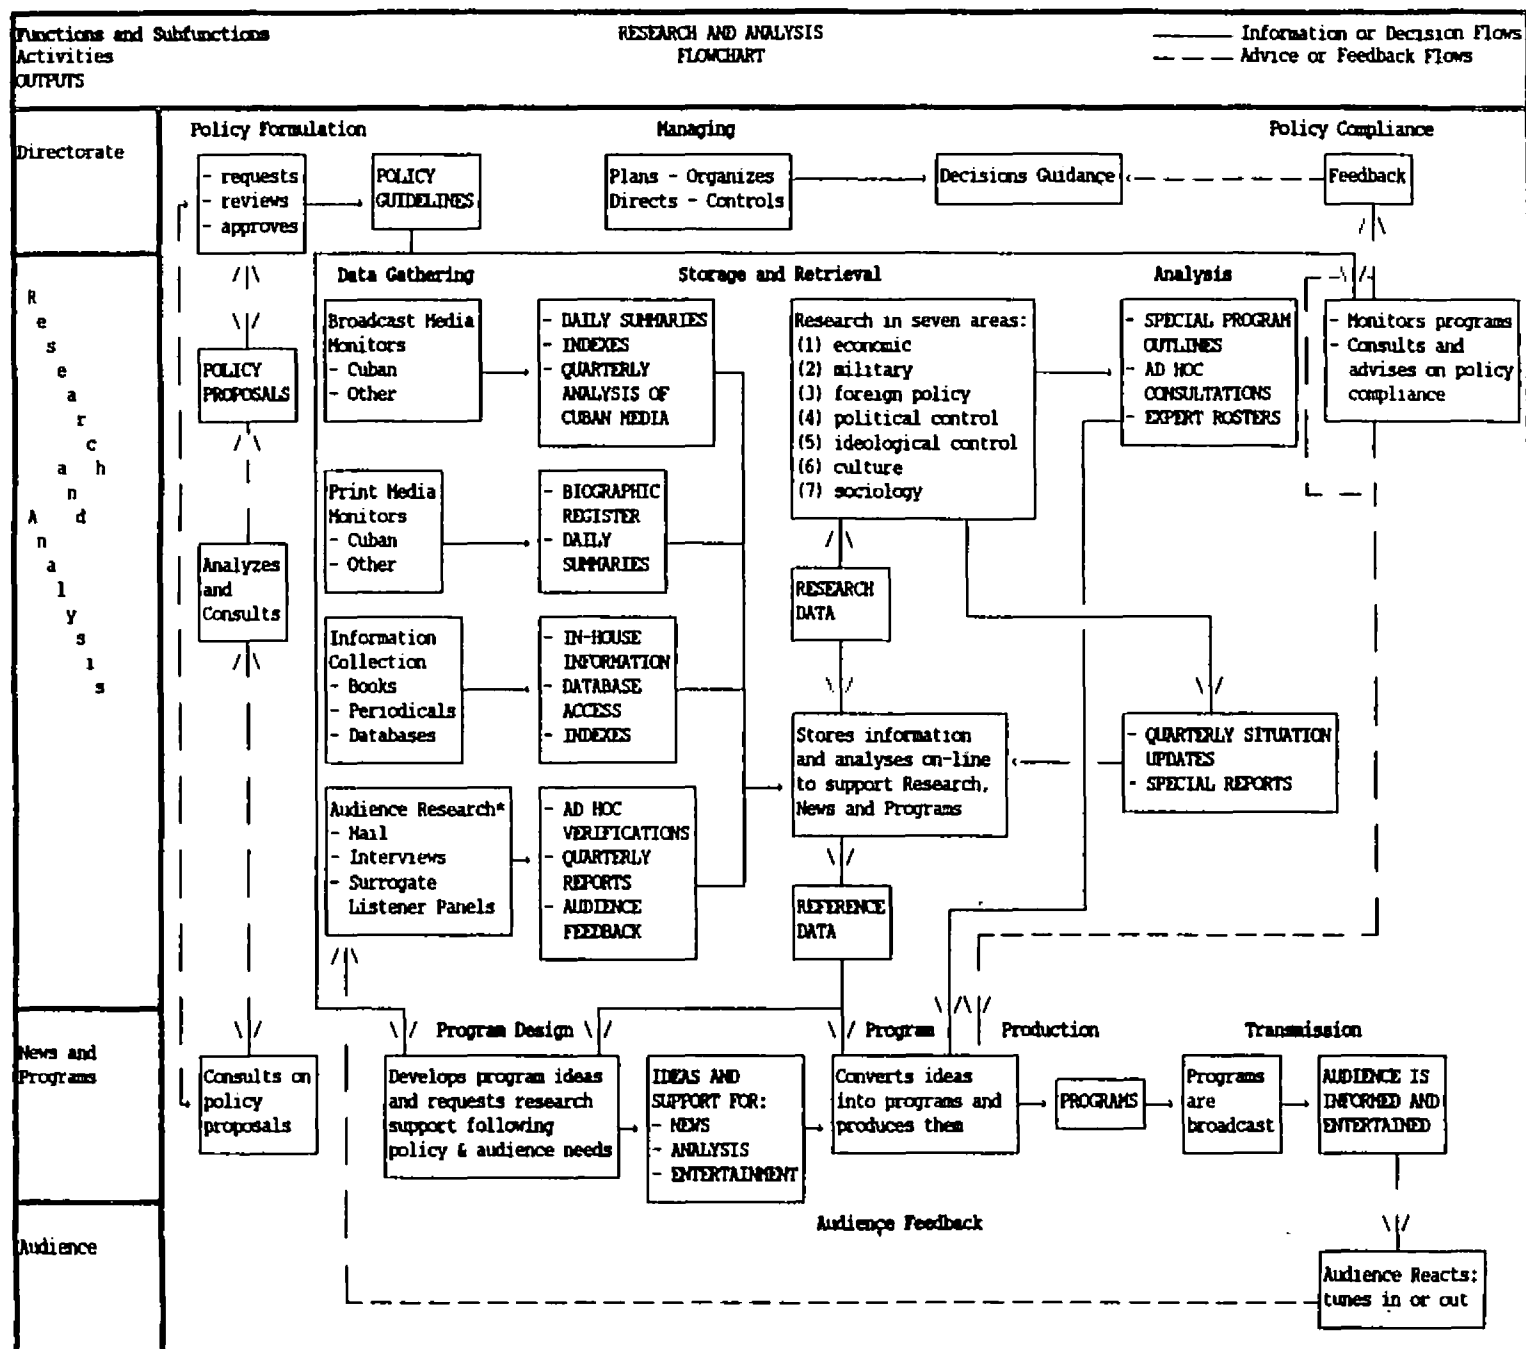 Functions and Subfunctions
Activities
OUTPUTS
RESEARCH AND ANALYSIS
FLOWCHART
Information or Decision Flows
Advice or Feedback Flows
Directorate
Policy Formulation
- requests
- reviews
- approves
POLICY
GUIDELINES
Managing
Plans - Organizes
Directs - Controls
Decisions Guidance
Policy Compliance
Feedback
Research and Analysis
POLICY
PROPOSALS
Analyzes
and
Consults
Data Gathering
Broadcast Media
Monitors
- Cuban
- Other
Print Media
Monitors
- Cuban
- Other
Information
Collection
- Books
- Periodicals
- Databases
Audience Research*
- Mail
- Interviews
- Surrogate
Listener Panels
Storage and Retrieval
- DAILY SUMMARIES
- INDEXES
- QUARTERLY
ANALYSIS OF
CUBAN MEDIA
- BIOGRAPHIC
REGISTER
- DAILY
SUMMARIES
- IN-HOUSE
INFORMATION
- DATABASE
ACCESS
- INDEXES
- AD HOC
VERIFICATIONS
- QUARTERLY
REPORTS
- AUDIENCE
FEEDBACK
Research in seven areas:
(1) economic
(2) military
(3) foreign policy
(4) political control
(5) ideological control
(6) culture
(7) sociology
RESEARCH
DATA
Stores information
and analyses on-line
to support Research,
News and Programs
REFERENCE
DATA
Analysis
- SPECIAL PROGRAM
OUTLINES
- AD HOC
CONSULTATIONS
- EXPERT ROSTERS
- QUARTERLY SITUATION
UPDATES
- SPECIAL REPORTS
- Monitors programs
- Consults and
advises on policy
compliance
News and
Programs
Consults on
policy
proposals
Program Design
Develops program ideas
and requests research
support following
policy & audience needs
IDEAS AND
SUPPORT FOR:
- NEWS
- ANALYSIS
- ENTERTAINMENT
Program Production
Converts ideas
into programs and
produces them
PROGRAMS
Transmission
Programs
are
broadcast
AUDIENCE IS
INFORMED AND
ENTERTAINED
Audience
Audience Feedback
Audience Reacts:
tunes in or out